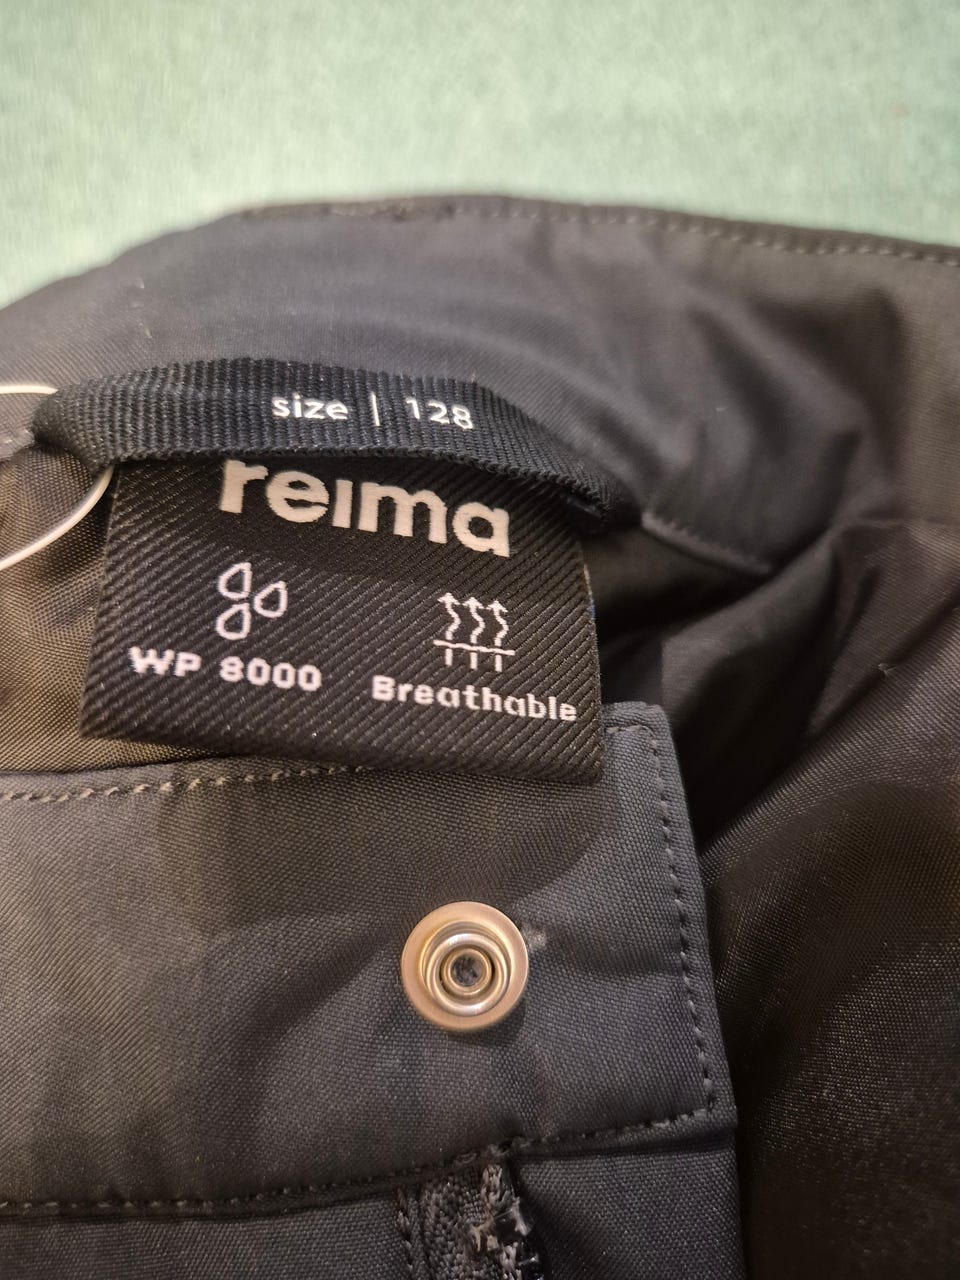 size | 128
reima
WP 8000
Breathable